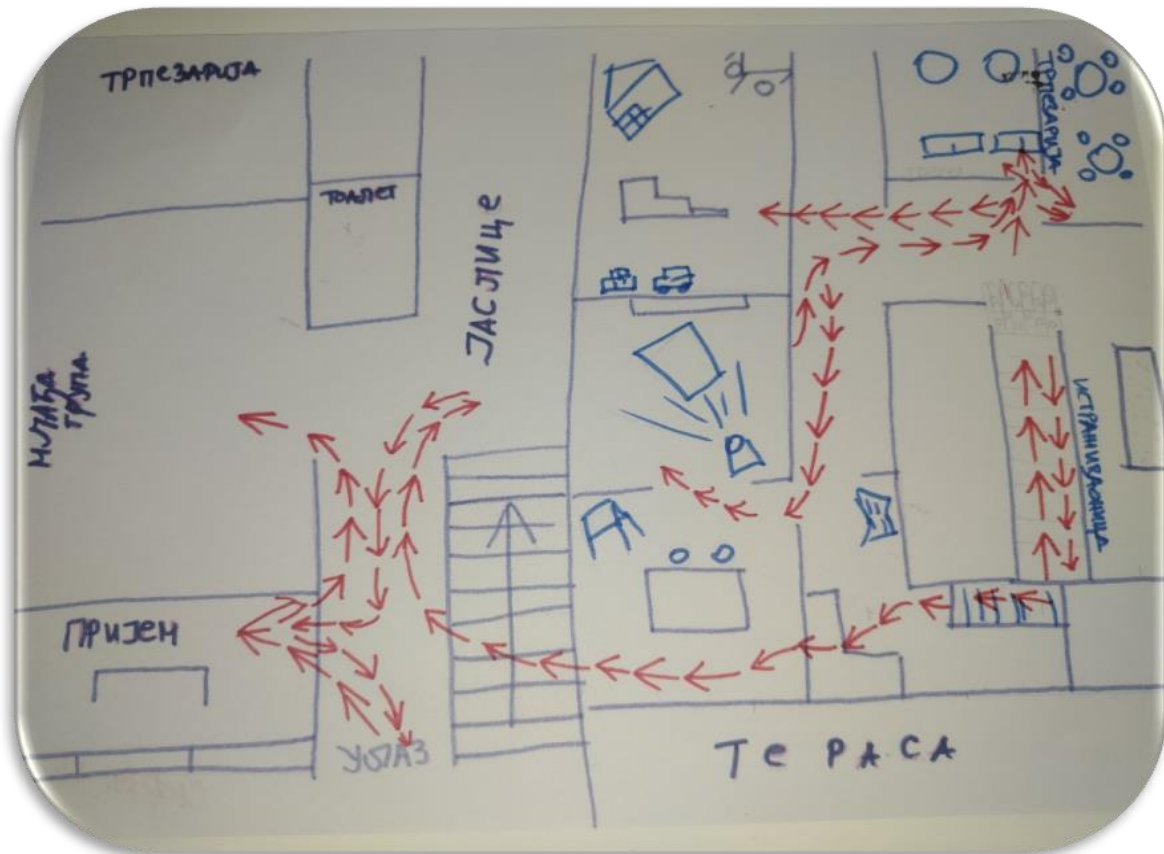 ТРПЕЗАРИЈА
ТОАЛЕТ
ЈАСЛИЦЕ
МЛАЂА
ГРУПА
ПРИЈЕМ
УЛАЗ
ТЕРАСА
ТРПЕЗАРИЈА
ИСТРАЖИВАОНИЦА